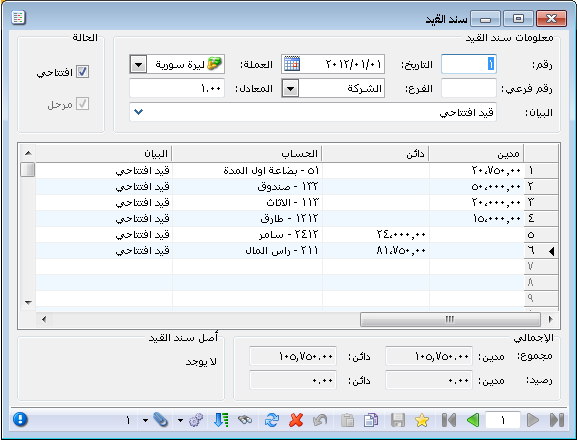 سند القيد
معلومات سند القيد
رقم: ١ التاريخ: ٢٠١٢/٠١/٠١ العملة: ليرة سورية
رقم فرعي: الفرع: الشركة المعادل: ١.٠٠
البيان: قيد افتتاحي
الحالة
افتتاحي
مرحل
مدين دائن الحساب البيان
١ ٢٠،٧٥٠,٠٠ ٥١ - بضاعة اول المدة قيد افتتاحي
٢ ٥٠،٠٠٠,٠٠ ١٢٢ - صندوق قيد افتتاحي
٣ ٢٠،٠٠٠,٠٠ ١١٣ - الاثاث قيد افتتاحي
٤ ١٥،٠٠٠,٠٠ ١٢١٢ - طارق قيد افتتاحي
٥ ٢٤،٠٠٠,٠٠ ٢٤١٢ - سامر قيد افتتاحي
٦ ٨١،٧٥٠,٠٠ ٢١١ - راس المال قيد افتتاحي
٧
٨
٩
الإجمالي
مجموع: مدين: ١٠٥،٧٥٠.٠٠ دائن: ١٠٥،٧٥٠.٠٠
رصيد: مدين: ٠.٠٠ دائن: ٠.٠٠
أصل سند القيد
لا يوجد
١ ١